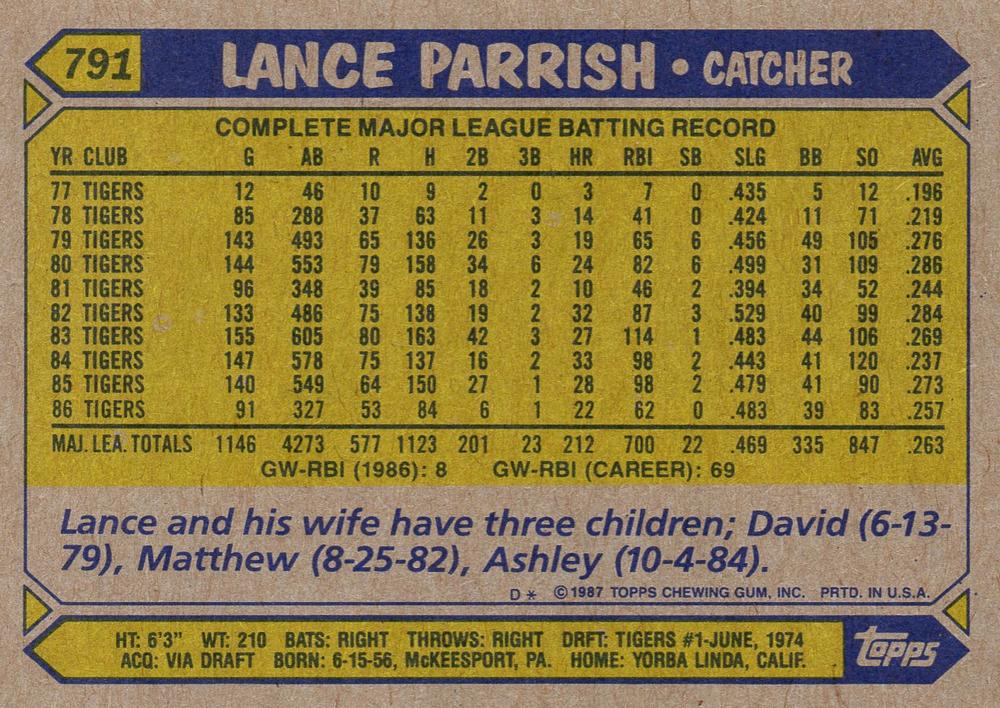 791 LANCE PARRISH • CATCHER
COMPLETE MAJOR LEAGUE BATTING RECORD
YR CLUB G AB R H 2B 3B HR RBI SB SLG BB SO AVG
77 TIGERS 12 46 10 9 2 0 3 7 0 .435 5 12 .196
78 TIGERS 85 288 37 63 11 3 14 41 0 .424 11 71 .219
79 TIGERS 143 493 65 136 26 3 19 65 6 .456 49 105 .276
80 TIGERS 144 553 79 158 34 6 24 82 6 .499 31 109 .286
81 TIGERS 96 348 39 85 18 2 10 46 2 .394 34 52 .244
82 TIGERS 133 486 75 138 19 2 32 87 3 .529 40 99 .284
83 TIGERS 155 605 80 163 42 3 27 114 1 .483 44 106 .269
84 TIGERS 147 578 75 137 16 2 33 98 2 .443 41 120 .237
85 TIGERS 140 549 64 150 27 1 28 98 2 .479 41 90 .273
86 TIGERS 91 327 53 84 6 1 22 62 0 .483 39 83 .257
MAJ. LEA. TOTALS 1146 4273 577 1123 201 23 212 700 22 .469 335 847 .263
GW-RBI (1986): 8 GW-RBI (CAREER): 69
Lance and his wife have three children; David (6-13-
79), Matthew (8-25-82), Ashley (10-4-84).
D* ©1987 TOPPS CHEWING GUM, INC. PRTD. IN U.S.A.
HT: 6'3" WT: 210 BATS: RIGHT THROWS: RIGHT DRFT: TIGERS #1-JUNE, 1974
ACQ: VIA DRAFT BORN: 6-15-56, McKEESPORT, PA. HOME: YORBA LINDA, CALIF.
topps